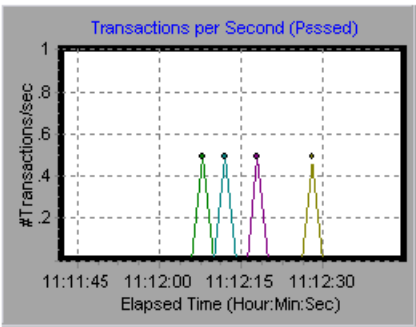 Transactions per Second (Passed)
1
.8
.6
.4
.2
#Transactions/sec
11:11:45 11:12:00 11:12:15 11:12:30
Elapsed Time (Hour:Min:Sec)